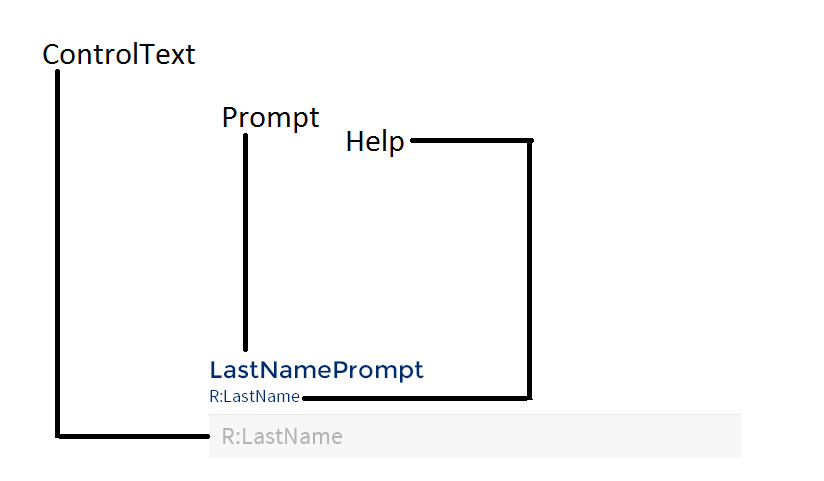 ControlText
Prompt
Help
LastNamePrompt
R:LastName
R:LastName